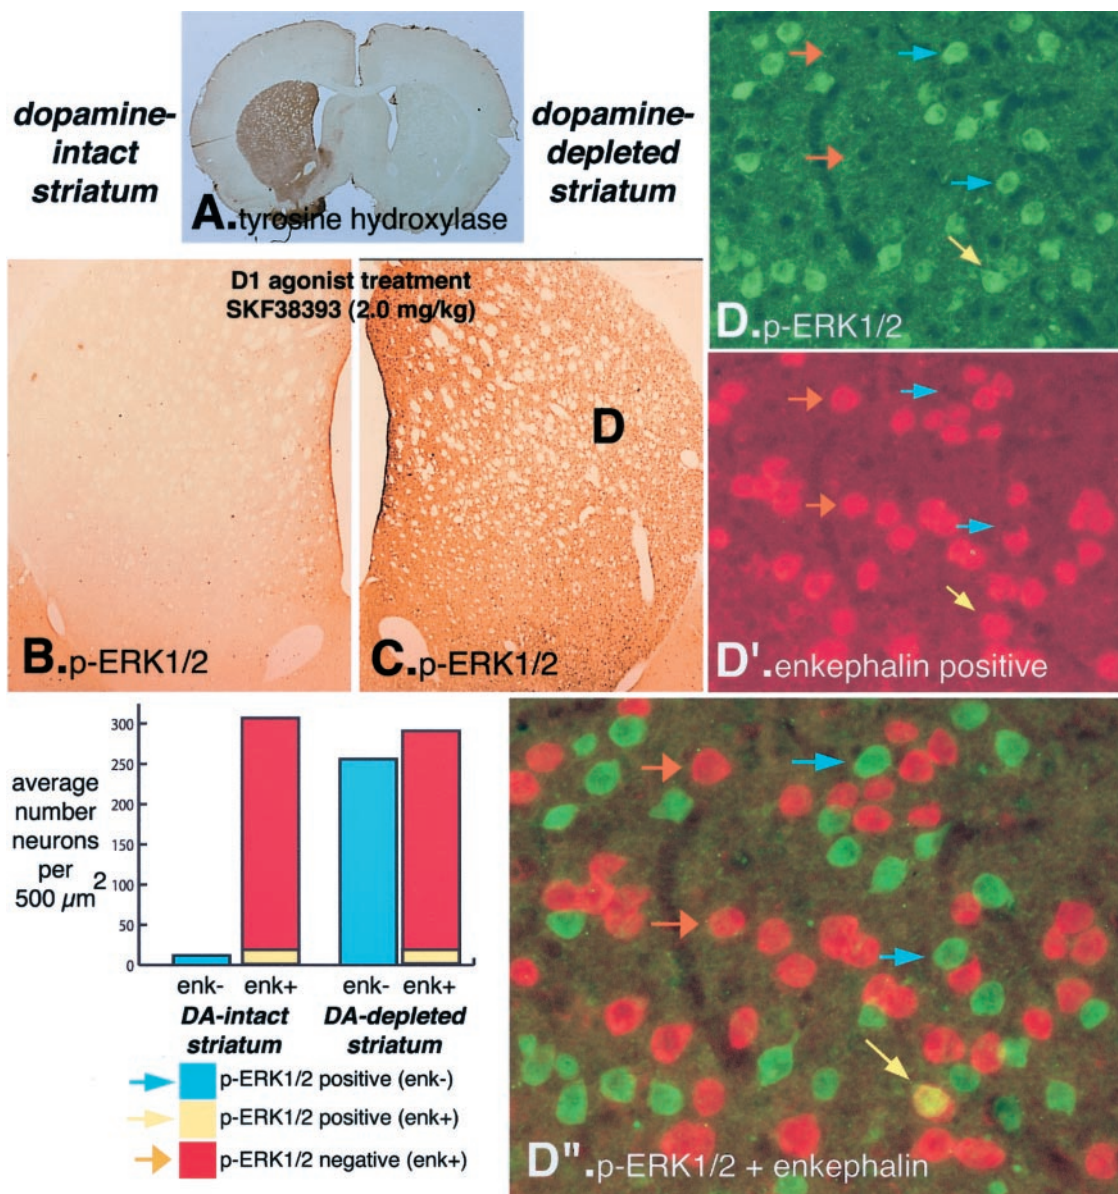 dopamine-
intact
striatum
A.tyrosine hydroxylase
dopamine-
depleted
striatum
D1 agonist treatment
SKF38393 (2.0 mg/kg)
B.p-ERK1/2
D
C.p-ERK1/2
D.p-ERK1/2
D'.enkephalin positive
average
number
neurons
per
500 µm2
300
250
200
150
100
50
0
enk- enk+ enk- enk+
DA-intact
striatum
DA-depleted
striatum
p-ERK1/2 positive (enk-)
p-ERK1/2 positive (enk+)
p-ERK1/2 negative (enk+)
D".p-ERK1/2 + enkephalin